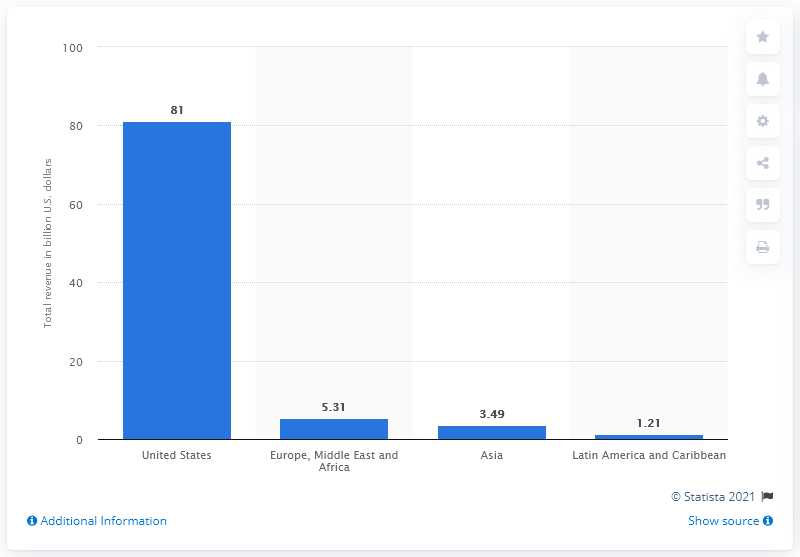 Total revenue in billion U.S. dollars
100
80
60
40
20
0
81
5.31
3.49
1.21
United States
Europe, Middle East and
Africa
Asia
Latin America and Caribbean
© Statista 2021
Additional Information
Show source